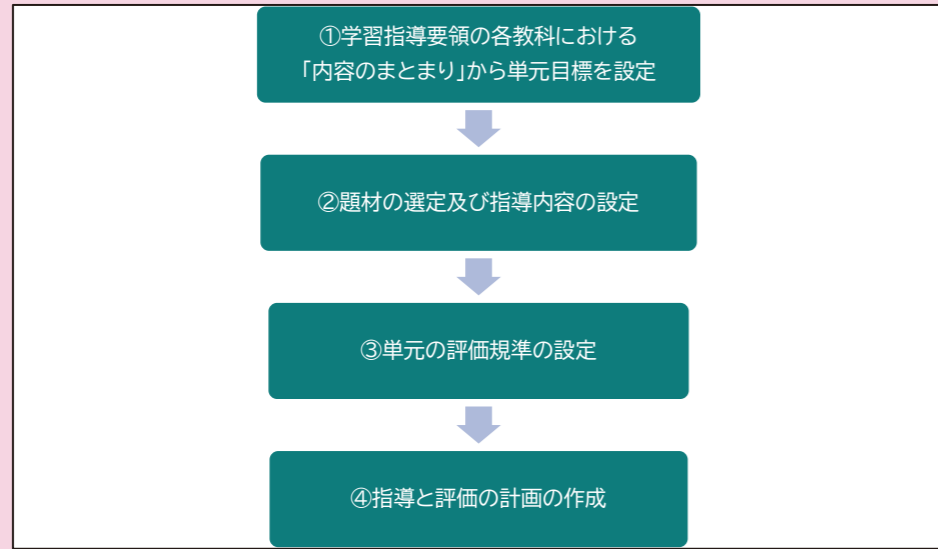 ①学習指導要領の各教科における
「内容のまとまり」から単元目標を設定
②題材の選定及び指導内容の設定
③単元の評価規準の設定
④指導と評価の計画の作成